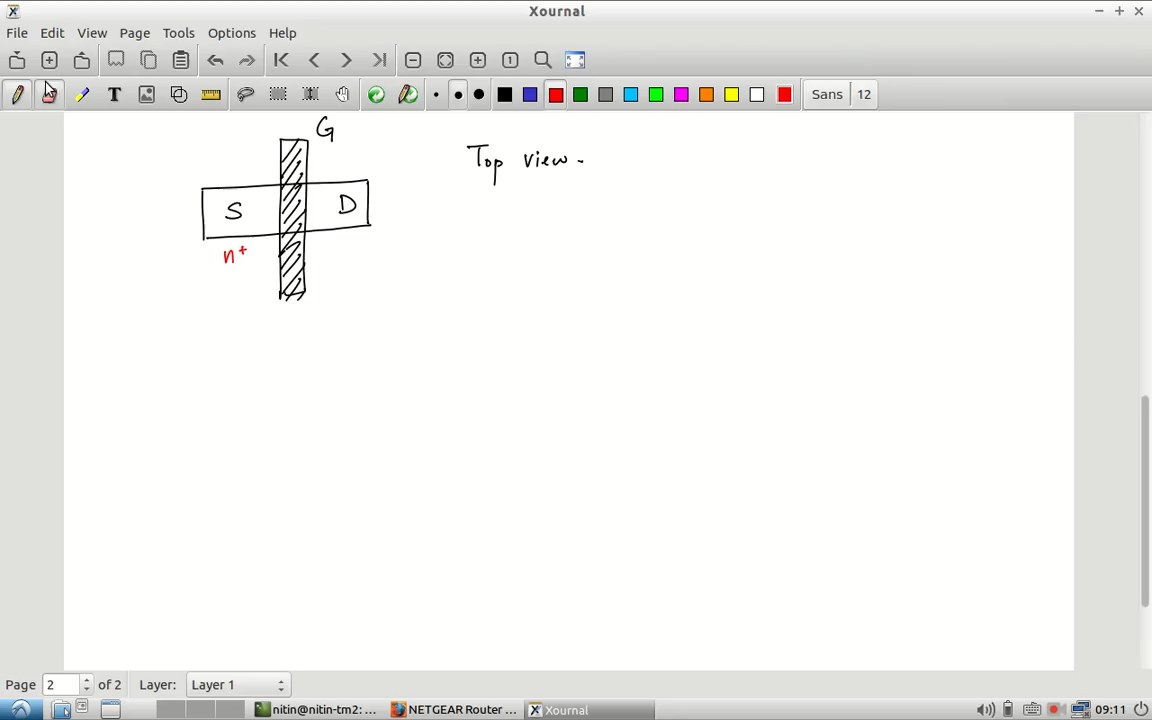 Xournal
File Edit View Page Tools Options Help
Sans 12
G
Top view.
S D
n+
Page 2 of 2 Layer: Layer 1
nitin@nitin-tm2: ... NETGEAR Router ... Xournal 09:11